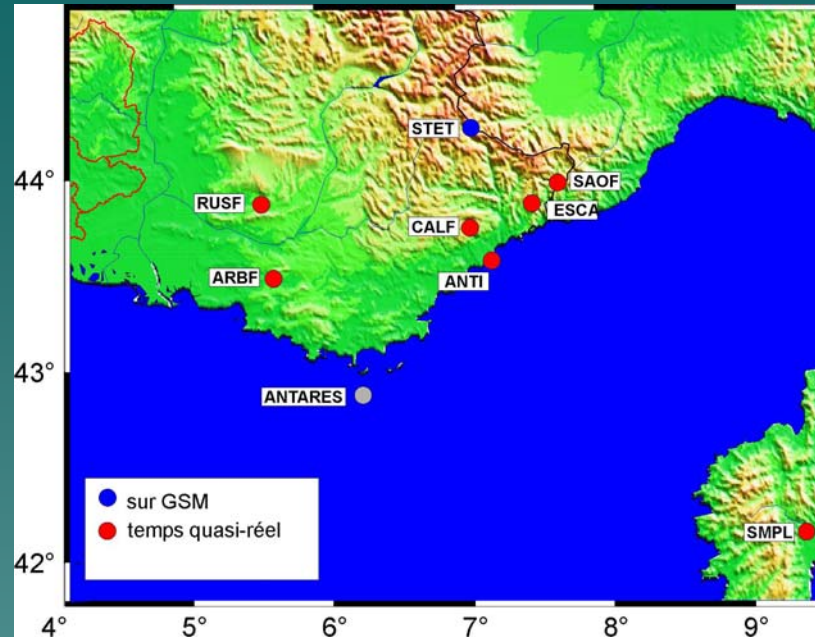 STET
44°
SAOF
RUSF
ESCA
CALF
ARBF
ANTI
43°
ANTARES
sur GSM
temps quasi-réel
SMPL
42°
4° 5° 6° 7° 8° 9°